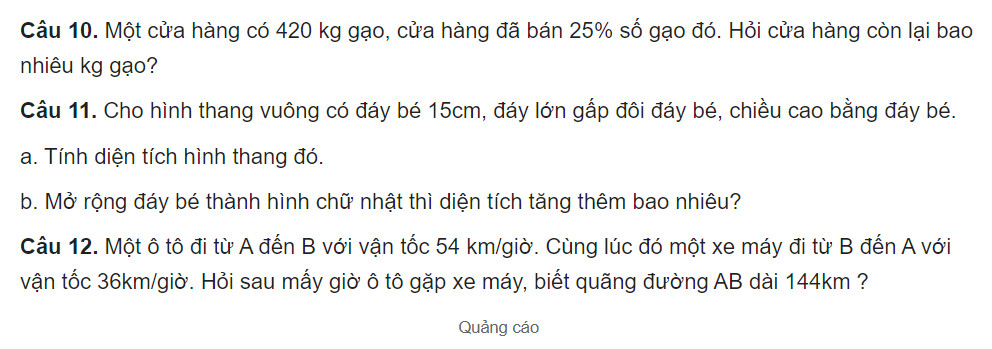 Câu 10. Một cửa hàng có 420 kg gạo, cửa hàng đã bán 25% số gạo đó. Hỏi cửa hàng còn lại bao
nhiêu kg gạo?
Câu 11. Cho hình thang vuông có đáy bé 15cm, đáy lớn gấp đôi đáy bé, chiều cao bằng đáy bé.
a. Tính diện tích hình thang đó.
b. Mở rộng đáy bé thành hình chữ nhật thì diện tích tăng thêm bao nhiêu?
Câu 12. Một ô tô đi từ A đến B với vận tốc 54 km/giờ. Cùng lúc đó một xe máy đi từ B đến A với
vận tốc 36km/giờ. Hỏi sau mấy giờ ô tô gặp xe máy, biết quãng đường AB dài 144km ?
Quảng cáo